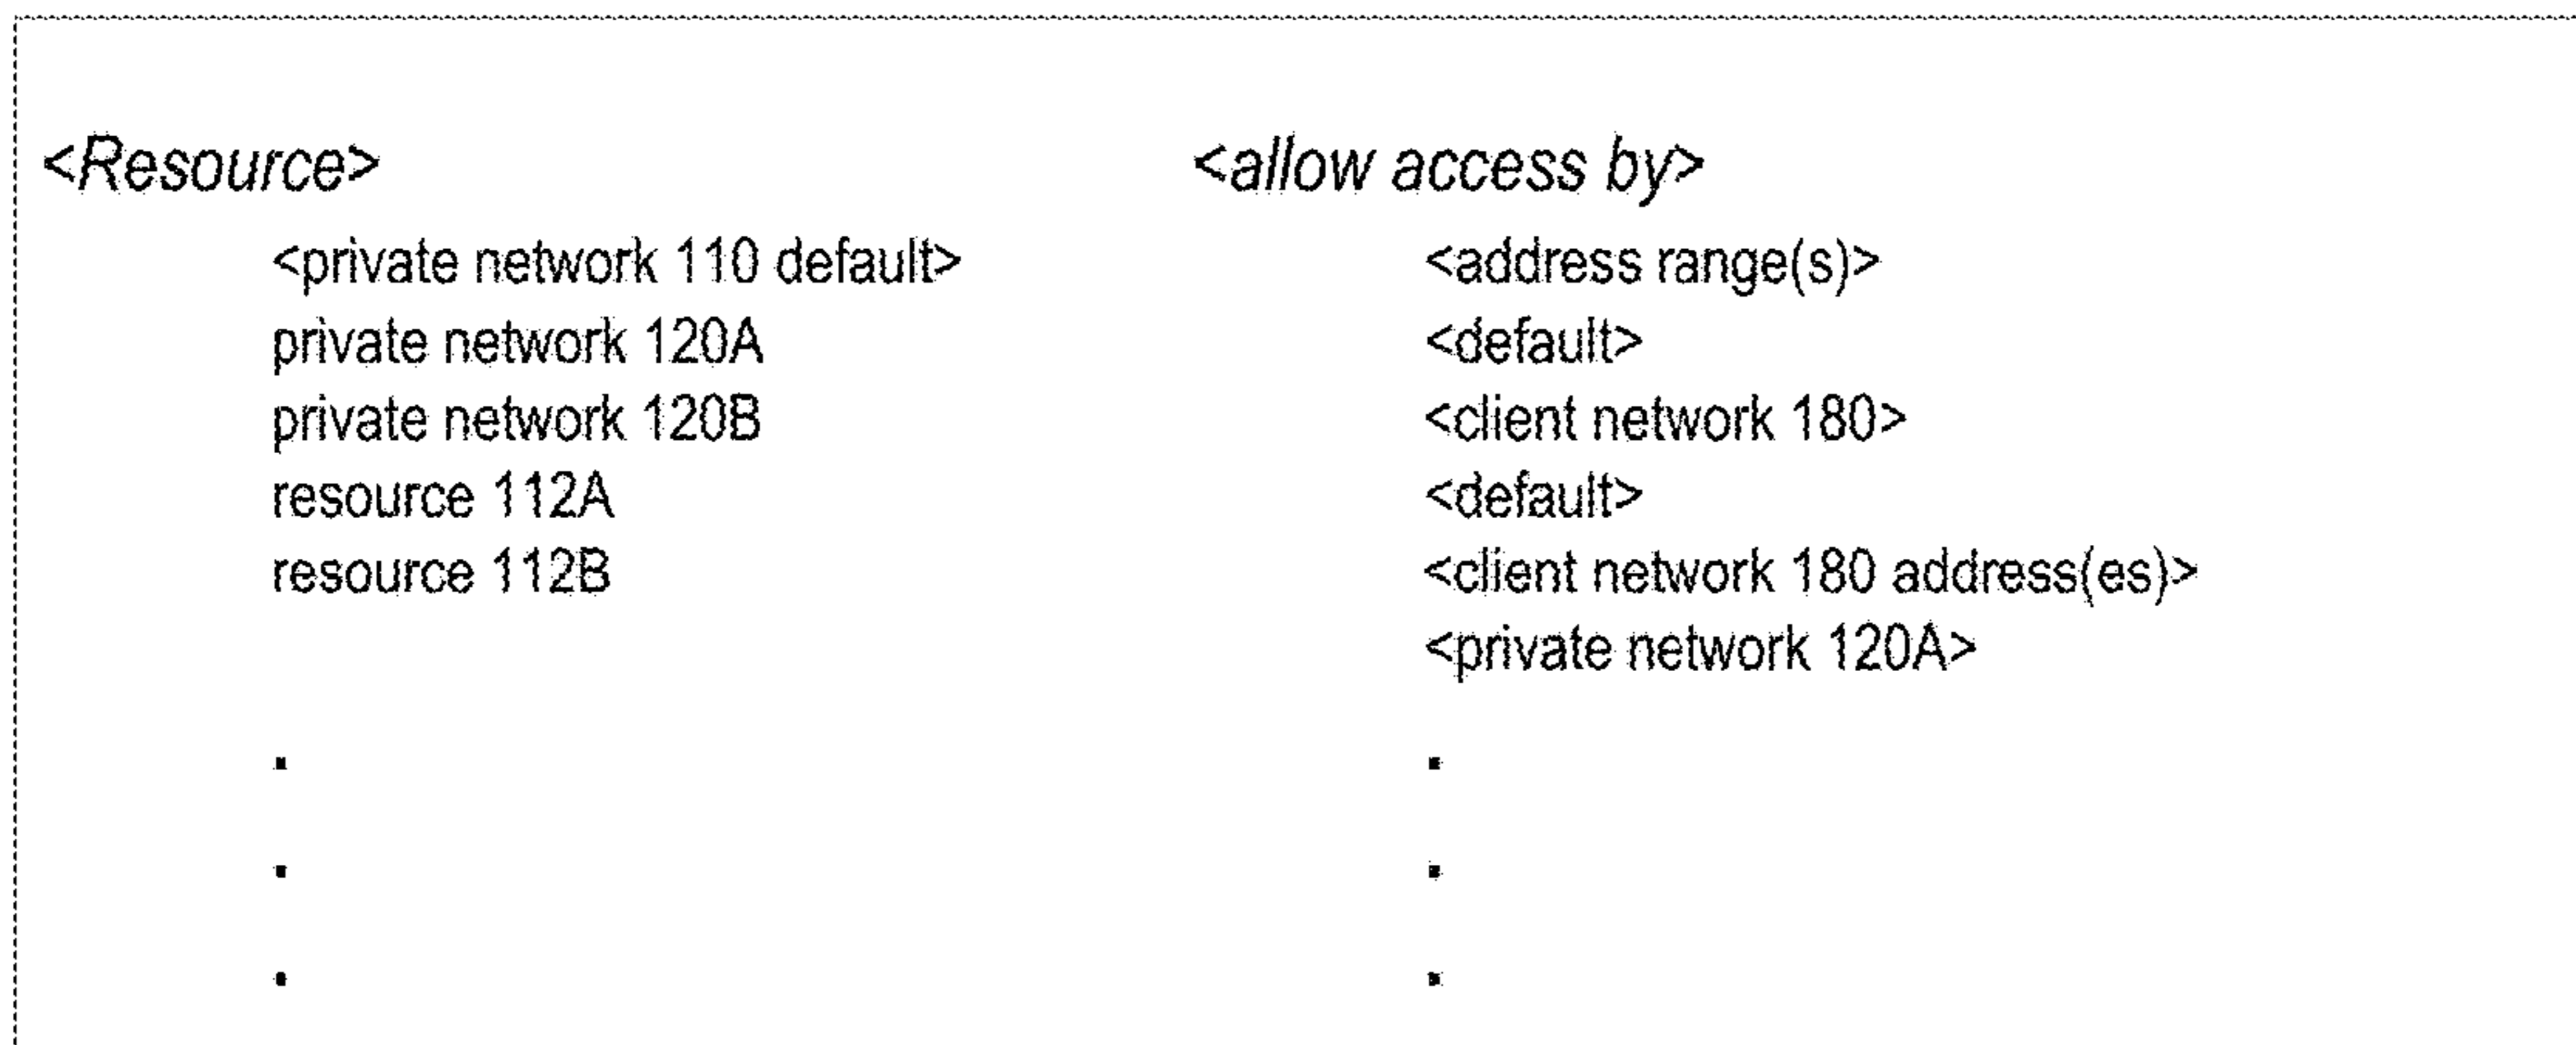 <Resource> <allow access by>
<private network 110 default> <address range(s)>
private network 120A <default>
private network 120B <client network 180>
resource 112A <default>
resource 112B <client network 180 address(es)>
<private network 120A>
. .
. .
. .